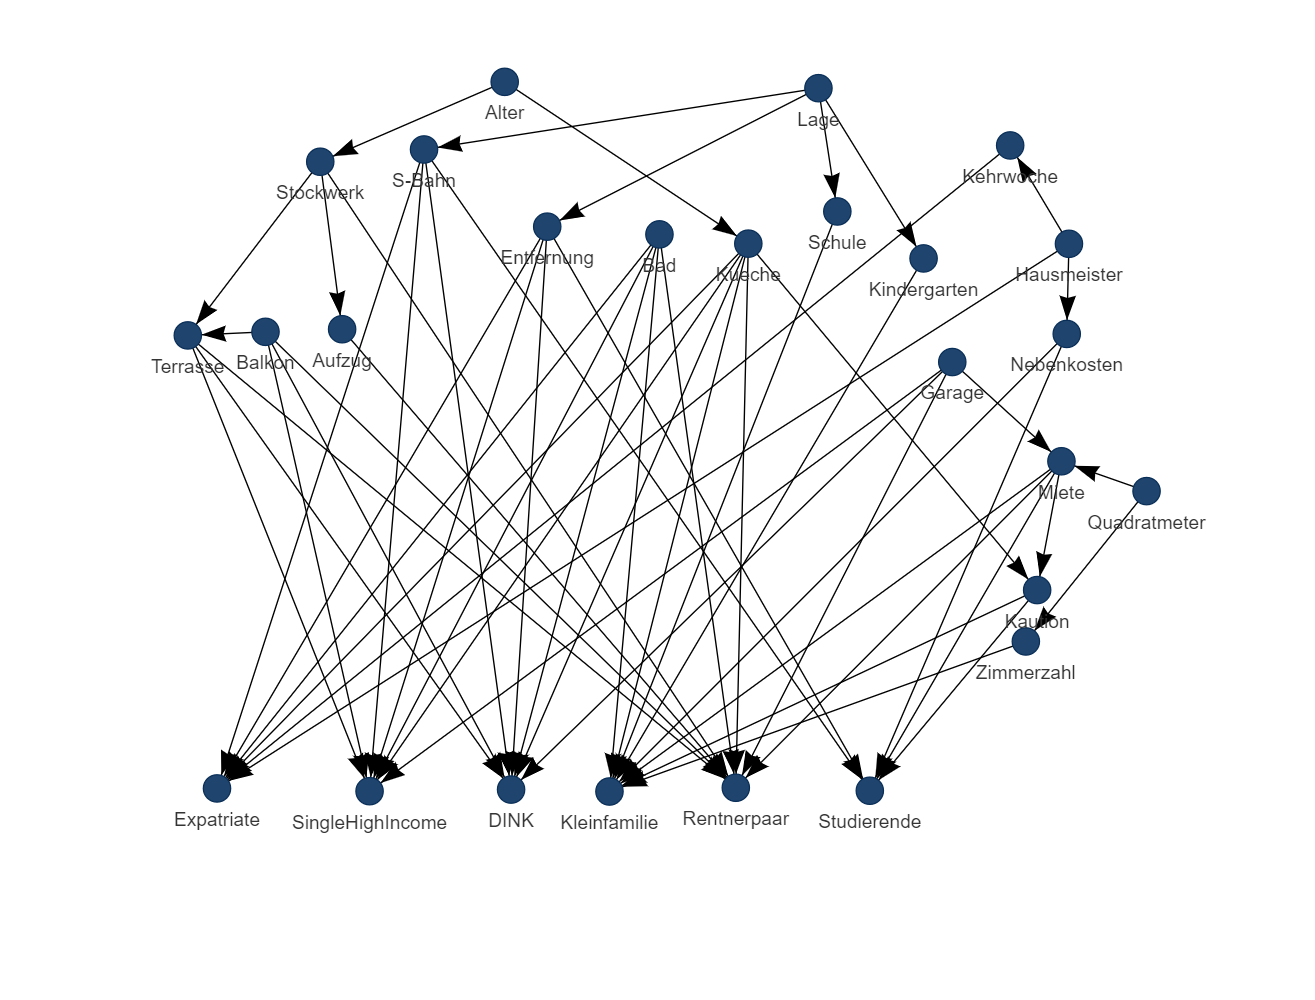 Alter
Lage
Kehrwoche
S-Bahn
Stockwerk
Schule
Entfernung
Bad
Kueche
Hausmeister
Kindergarten
Terrasse
Balkon
Aufzug
Nebenkosten
Garage
Miete
Quadratmeter
Kaution
Zimmerzahl
Expatriate
SingleHighIncome
DINK
Kleinfamilie
Rentnerpaar
Studierende